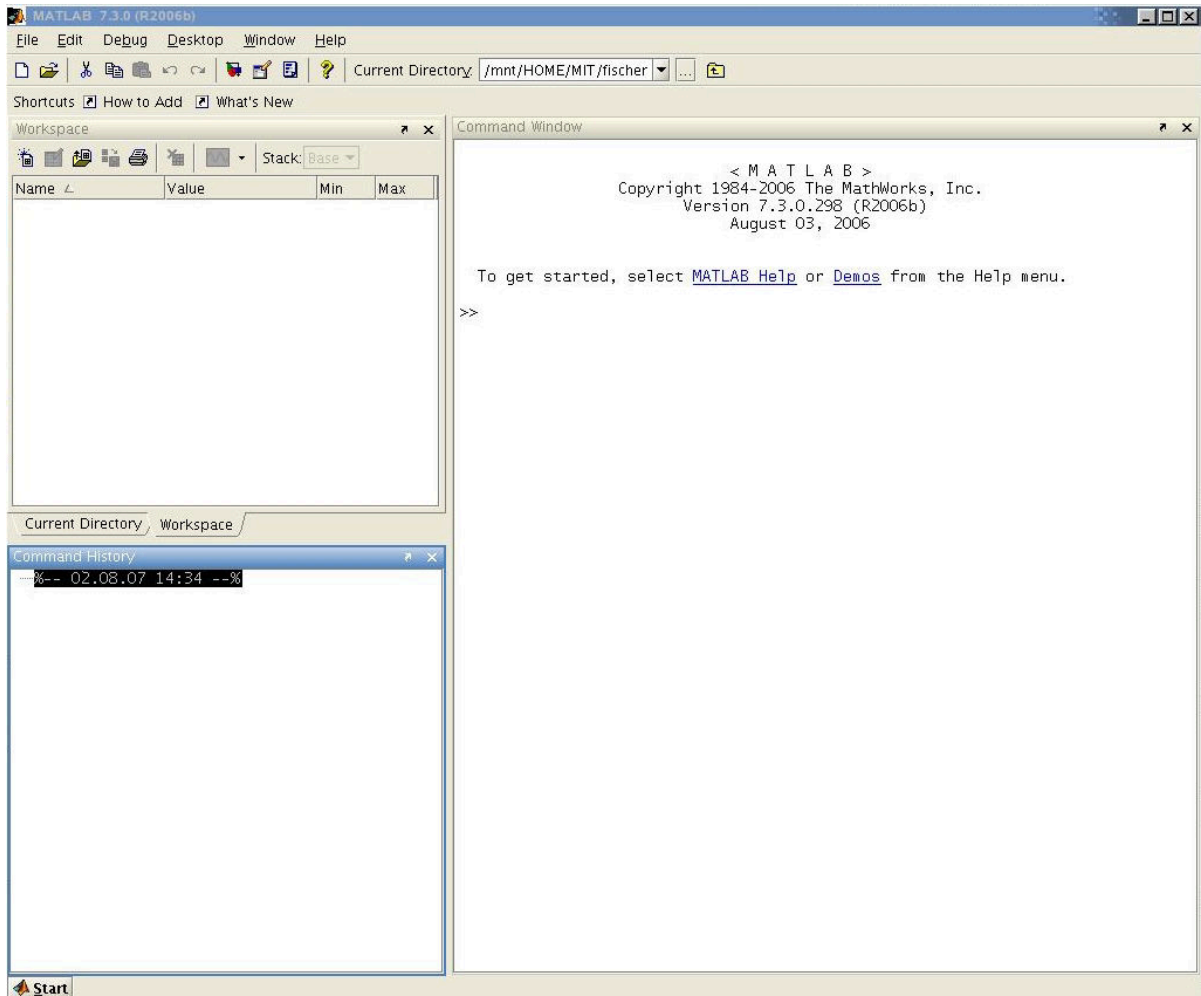 MATLAB 7.3.0 (R2006b)
File Edit Debug Desktop Window Help
Current Directory: /mnt/HOME/MIT/fischer ...
Shortcuts How to Add What's New
Workspace
Stack: Base
Name Value Min Max
Current Directory Workspace
Command History
%-- 02.08.07 14:34 --%
Command Window
< M A T L A B >
Copyright 1984-2006 The MathWorks, Inc.
Version 7.3.0.298 (R2006b)
August 03, 2006
To get started, select MATLAB Help or Demos from the Help menu.
>>
Start